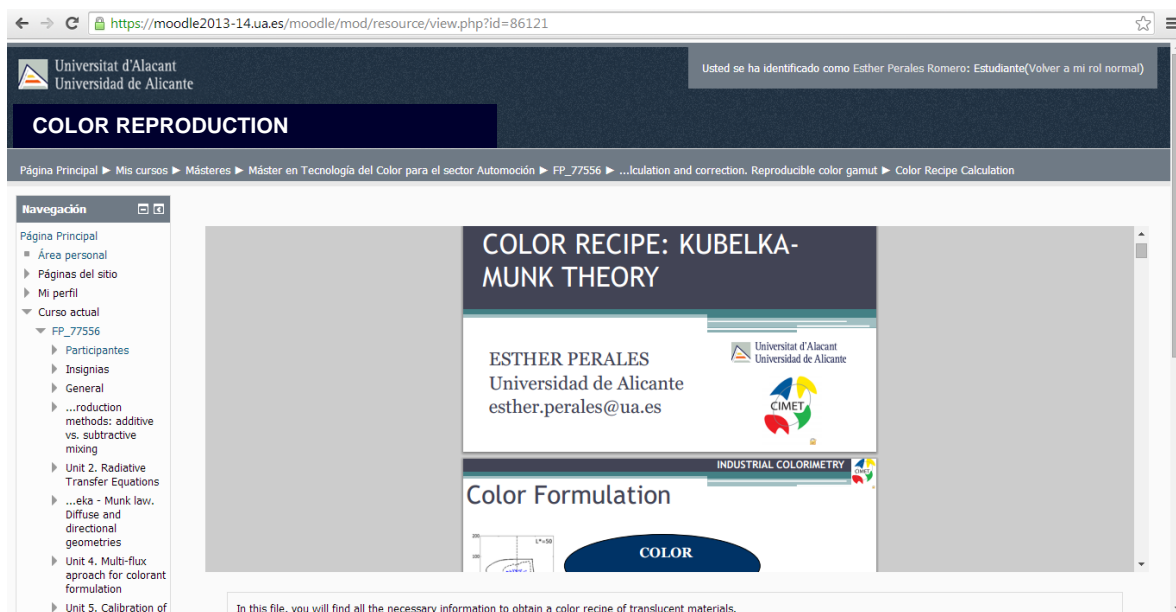 https://moodle2013-14.ua.es/moodle/mod/resource/view.php?id=86121
Universitat d'Alacant
Universidad de Alicante
Usted se ha identificado como Esther Perales Romero: Estudiante(Volver a mi rol normal)
COLOR REPRODUCTION
Página Principal ► Mis cursos ► Másteres ► Máster en Tecnología del Color para el sector Automoción ► FP_77556 ► ...lculation and correction. Reproducible color gamut ► Color Recipe Calculation
Navegación
Página Principal
Área personal
Páginas del sitio
Mi perfil
Curso actual
FP_77556
Participantes
Insignias
General
...roduction
methods: additive
vs. subtractive
mixing
Unit 2. Radiative
Transfer Equations
...eka - Munk law.
Diffuse and
directional
geometries
Unit 4. Multi-flux
aproach for colorant
formulation
Unit 5. Calibration of
COLOR RECIPE: KUBELKA-
MUNK THEORY
ESTHER PERALES
Universidad de Alicante
esther.perales@ua.es
Universitat d'Alacant
Universidad de Alicante
CIMET
INDUSTRIAL COLORIMETRY
CIMET
Color Formulation
200
L*=50
100
COLOR
In this file, you will find all the necessary information to obtain a color recipe of translucent materials.